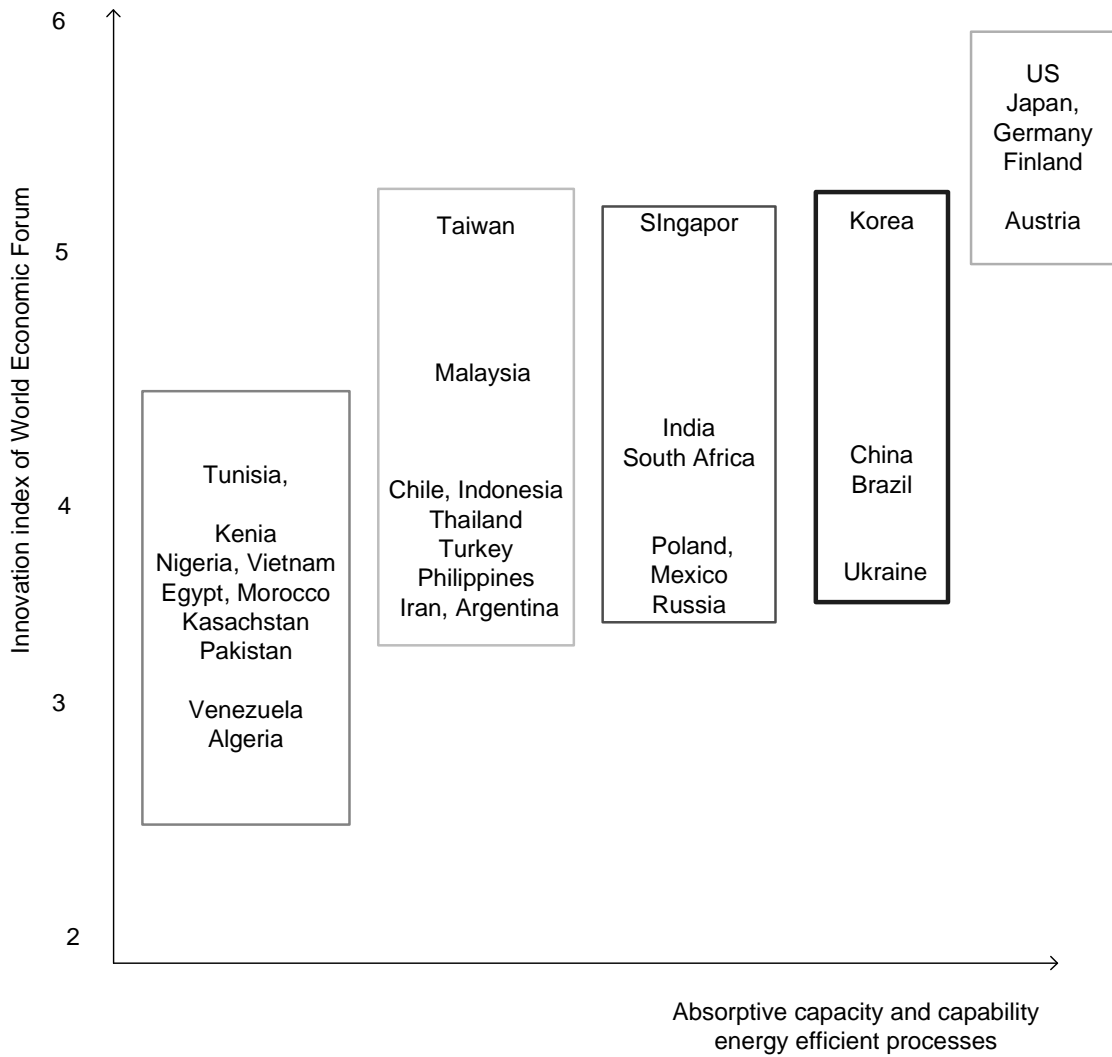 Innovation index of World Economic Forum
6
5
4
3
2
Tunisia,
Kenia
Nigeria, Vietnam
Egypt, Morocco
Kasachstan
Pakistan
Venezuela
Algeria
Taiwan
Malaysia
Chile, Indonesia
Thailand
Turkey
Philippines
Iran, Argentina
SIngapor
India
South Africa
Poland,
Mexico
Russia
Korea
China
Brazil
Ukraine
US
Japan,
Germany
Finland
Austria
Absorptive capacity and capability
energy efficient processes